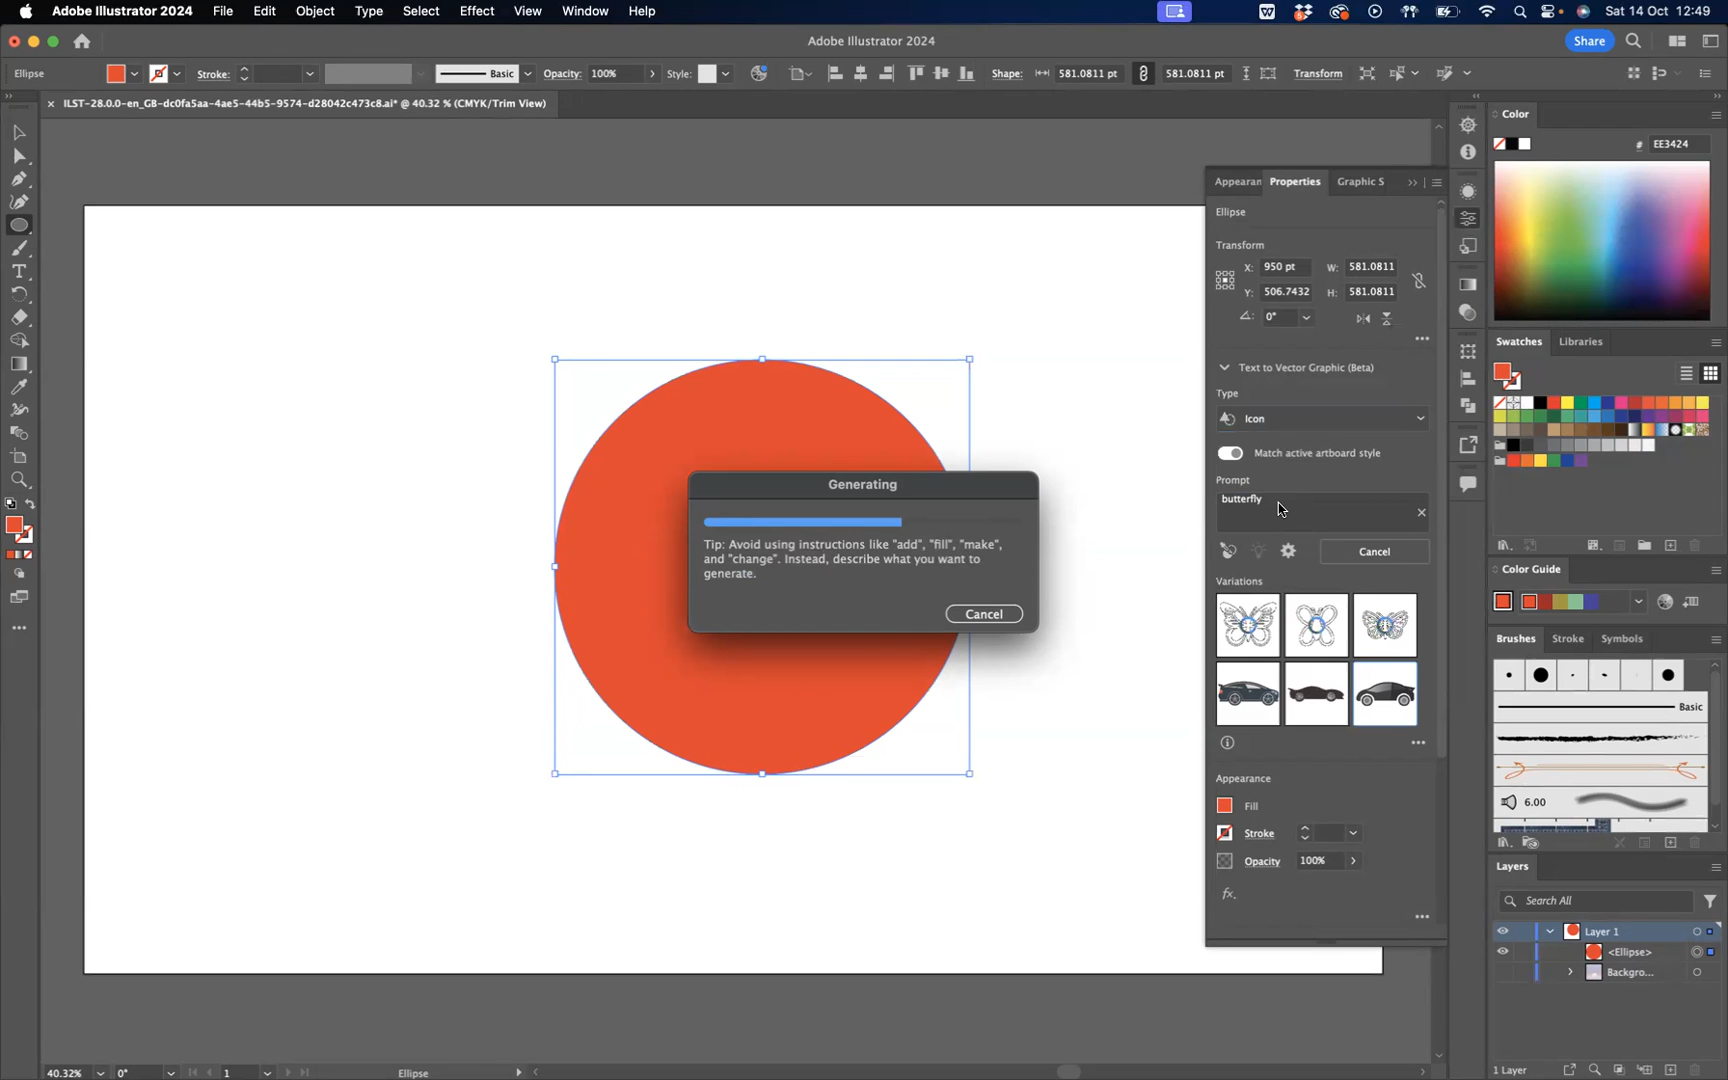 Adobe Illustrator 2024 File Edit Object Type Select Effect View Window Help Sat 14 Oct 12:49
Adobe Illustrator 2024 Share
Ellipse Stroke: Basic Opacity: 100% Style: Shape: 581.0811 pt 581.0811 pt Transform
× ILST-28.0.0-en_GB-dc0fa5aa-4ae5-44b5-9574-d28042c473c8.ai* @ 40.32 % (CMYK/Trim View)
Color
# EE3424
Appearan Properties Graphic S
Ellipse
Transform
X: 950 pt W: 581.0811
Y: 506.7432 H: 581.0811
0°
Text to Vector Graphic (Beta)
Type
Icon
Match active artboard style
Prompt
butterfly
Cancel
Variations
Appearance
Fill
Stroke
Opacity 100%
fx.
Generating
Tip: Avoid using instructions like "add", "fill", "make",
and "change". Instead, describe what you want to
generate.
Cancel
Swatches Libraries
Color Guide
Brushes Stroke Symbols
Basic
6.00
Layers
Search All
Layer 1
<Ellipse>
Backgro...
1 Layer
40.32% 0° 1 Ellipse